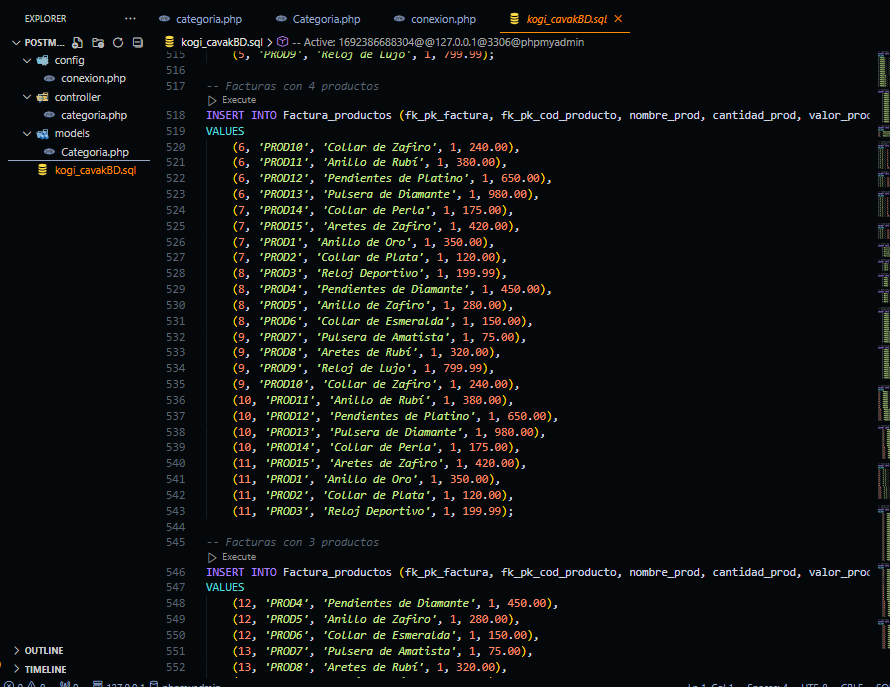 EXPLORER ...
categoria.php Categoria.php conexion.php kogi_cavakBD.sql
POSTM...
kogi_cavakBD.sql > -- Active: 1692386688304@@127.0.0.1@3306@phpmyadmin
config
conexion.php
controller
categoria.php
models
Categoria.php
kogi_cavakBD.sql
515 (5, 'PROD9', 'Reloj de Lujo', 1, 799.99);
516
517 -- Facturas con 4 productos
Execute
518 INSERT INTO Factura_productos (fk_pk_factura, fk_pk_cod_producto, nombre_prod, cantidad_prod, valor_prod
519 VALUES
520 (6, 'PROD10', 'Collar de Zafiro', 1, 240.00),
521 (6, 'PROD11', 'Anillo de Rubí', 1, 380.00),
522 (6, 'PROD12', 'Pendientes de Platino', 1, 650.00),
523 (6, 'PROD13', 'Pulsera de Diamante', 1, 980.00),
524 (7, 'PROD14', 'Collar de Perla', 1, 175.00),
525 (7, 'PROD15', 'Aretes de Zafiro', 1, 420.00),
526 (7, 'PROD1', 'Anillo de Oro', 1, 350.00),
527 (7, 'PROD2', 'Collar de Plata', 1, 120.00),
528 (8, 'PROD3', 'Reloj Deportivo', 1, 199.99),
529 (8, 'PROD4', 'Pendientes de Diamante', 1, 450.00),
530 (8, 'PROD5', 'Anillo de Zafiro', 1, 280.00),
531 (8, 'PROD6', 'Collar de Esmeralda', 1, 150.00),
532 (9, 'PROD7', 'Pulsera de Amatista', 1, 75.00),
533 (9, 'PROD8', 'Aretes de Rubí', 1, 320.00),
534 (9, 'PROD9', 'Reloj de Lujo', 1, 799.99),
535 (9, 'PROD10', 'Collar de Zafiro', 1, 240.00),
536 (10, 'PROD11', 'Anillo de Rubí', 1, 380.00),
537 (10, 'PROD12', 'Pendientes de Platino', 1, 650.00),
538 (10, 'PROD13', 'Pulsera de Diamante', 1, 980.00),
539 (10, 'PROD14', 'Collar de Perla', 1, 175.00),
540 (11, 'PROD15', 'Aretes de Zafiro', 1, 420.00),
541 (11, 'PROD1', 'Anillo de Oro', 1, 350.00),
542 (11, 'PROD2', 'Collar de Plata', 1, 120.00),
543 (11, 'PROD3', 'Reloj Deportivo', 1, 199.99);
544
545 -- Facturas con 3 productos
Execute
546 INSERT INTO Factura_productos (fk_pk_factura, fk_pk_cod_producto, nombre_prod, cantidad_prod, valor_prod
547 VALUES
548 (12, 'PROD4', 'Pendientes de Diamante', 1, 450.00),
549 (12, 'PROD5', 'Anillo de Zafiro', 1, 280.00),
550 (12, 'PROD6', 'Collar de Esmeralda', 1, 150.00),
551 (13, 'PROD7', 'Pulsera de Amatista', 1, 75.00),
552 (13, 'PROD8', 'Aretes de Rubí', 1, 320.00),
OUTLINE
TIMELINE
127.0.0.1 phpmyadmin